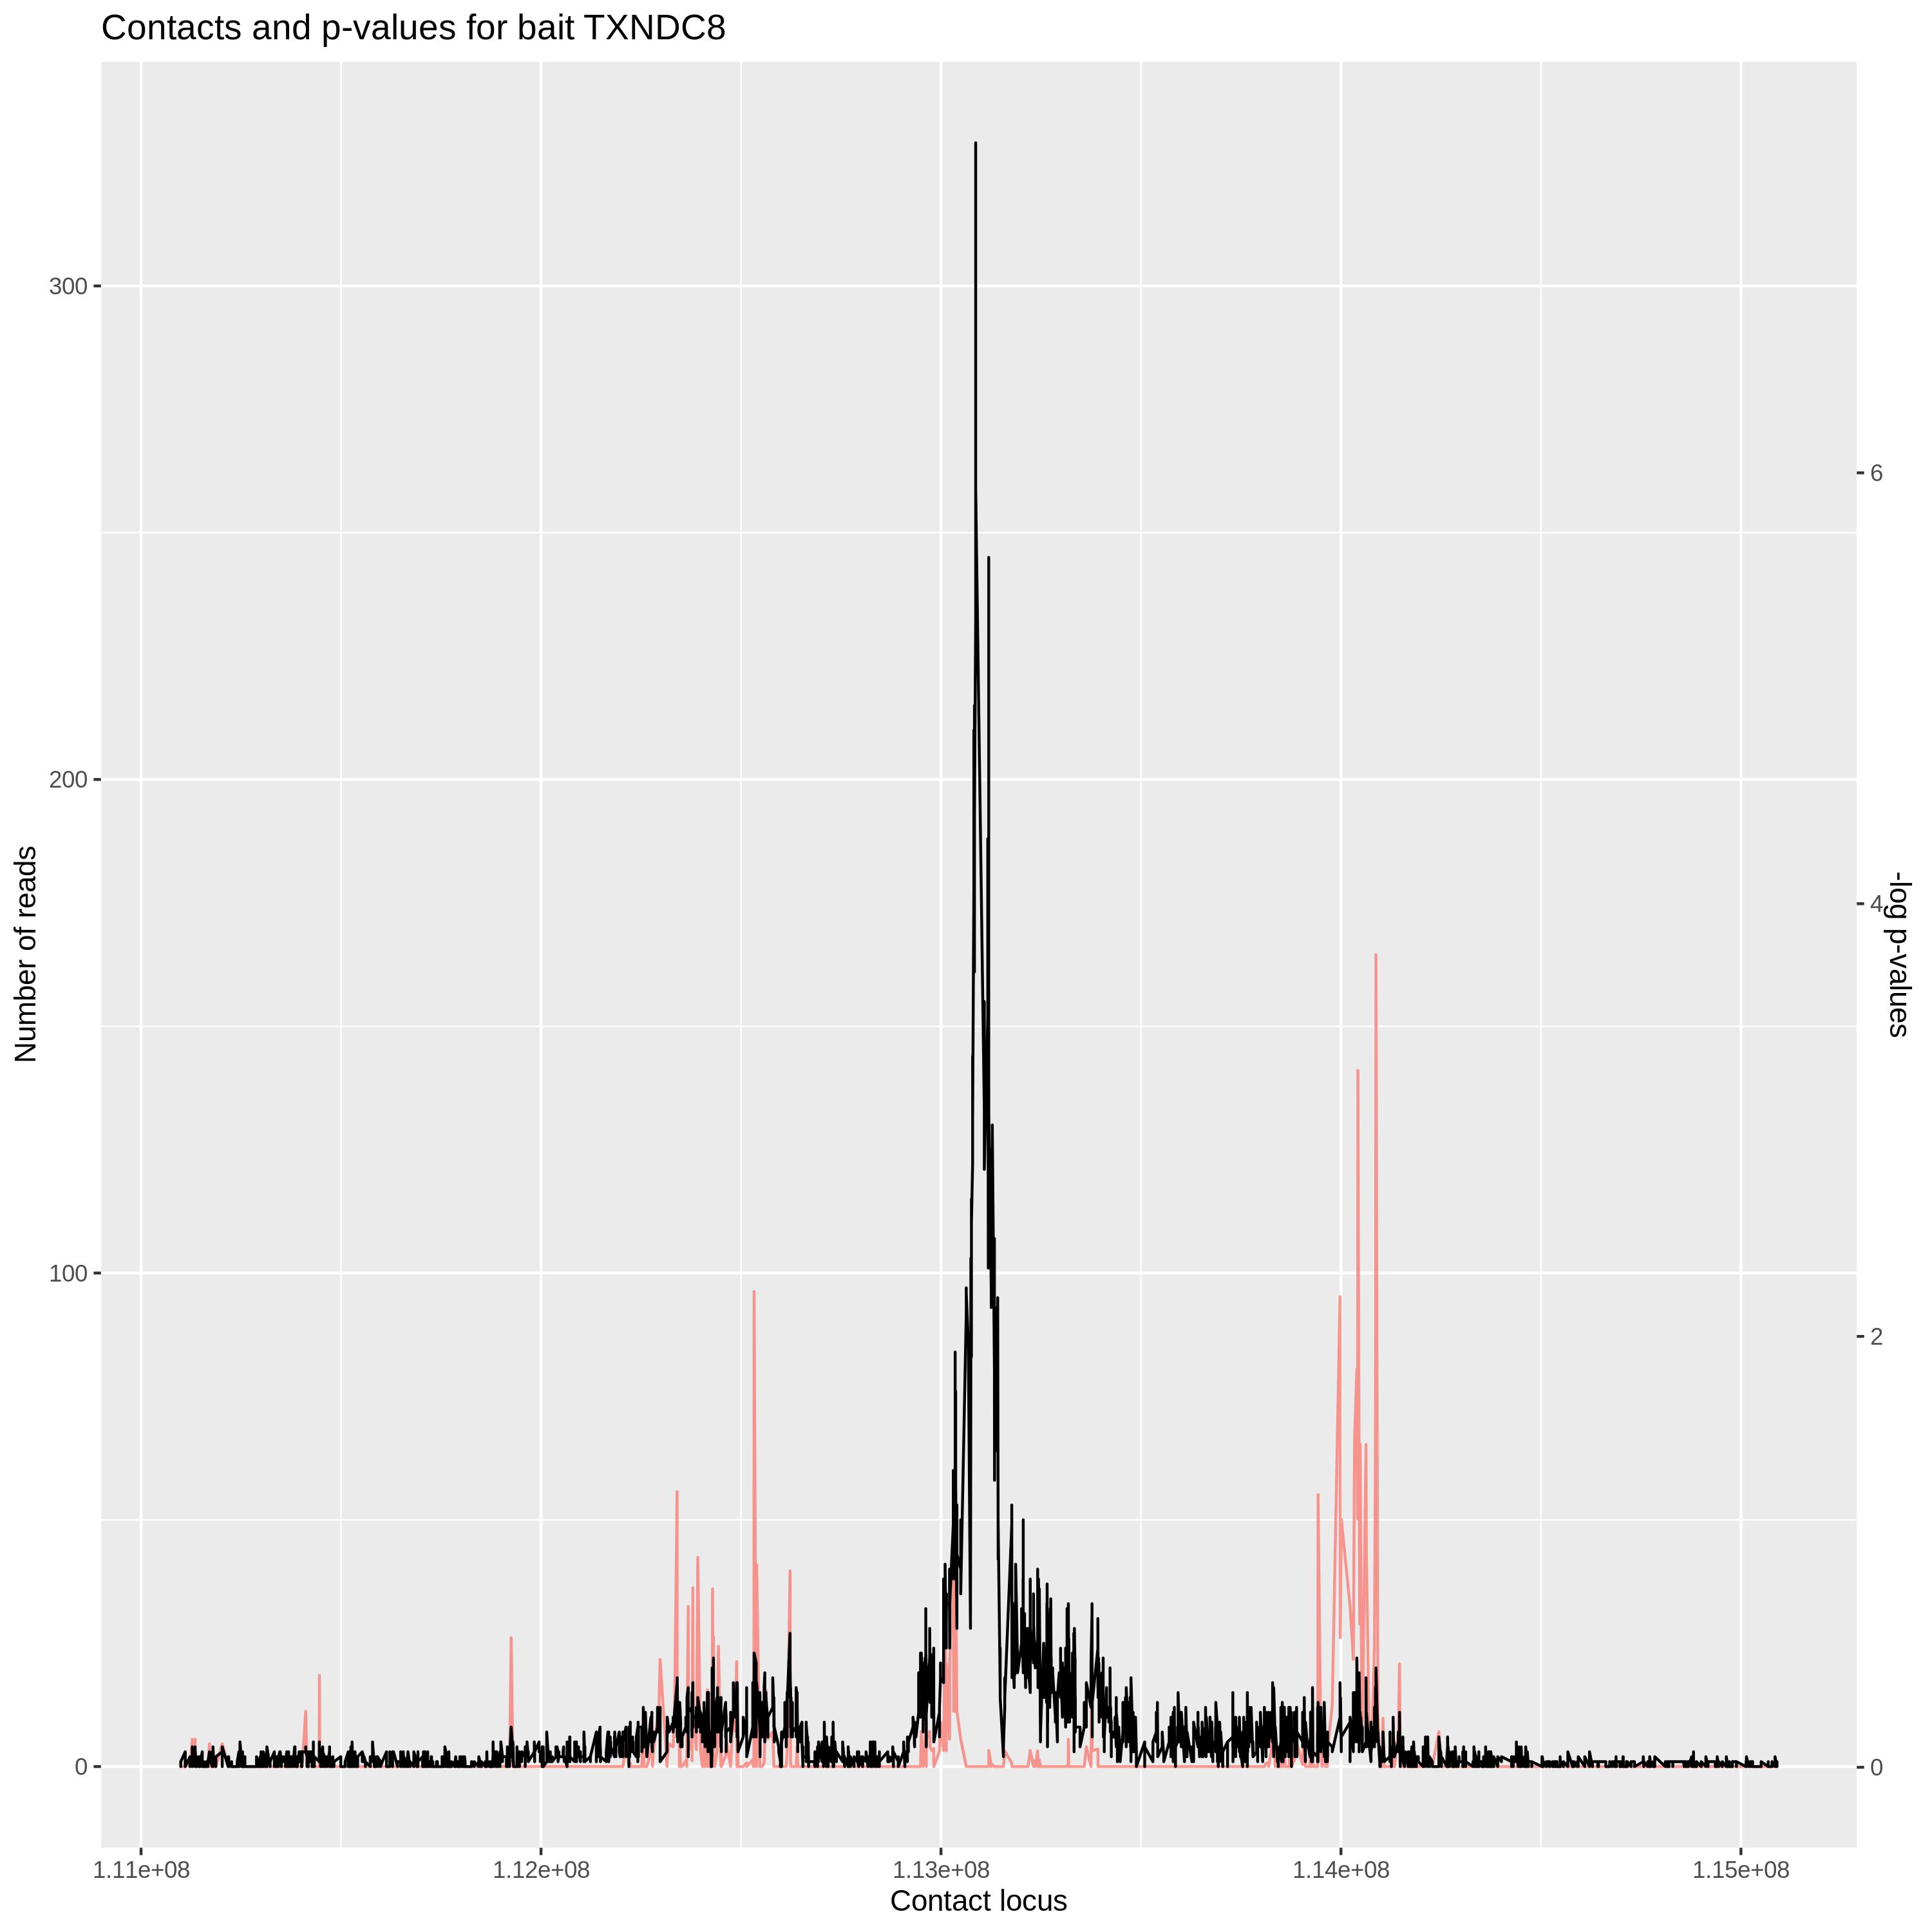 Contacts and p-values for bait TXNDC8
300
200
100
0
Number of reads
6
4
2
0
-log p-values
1.11e+08 1.12e+08 1.13e+08 1.14e+08 1.15e+08
Contact locus